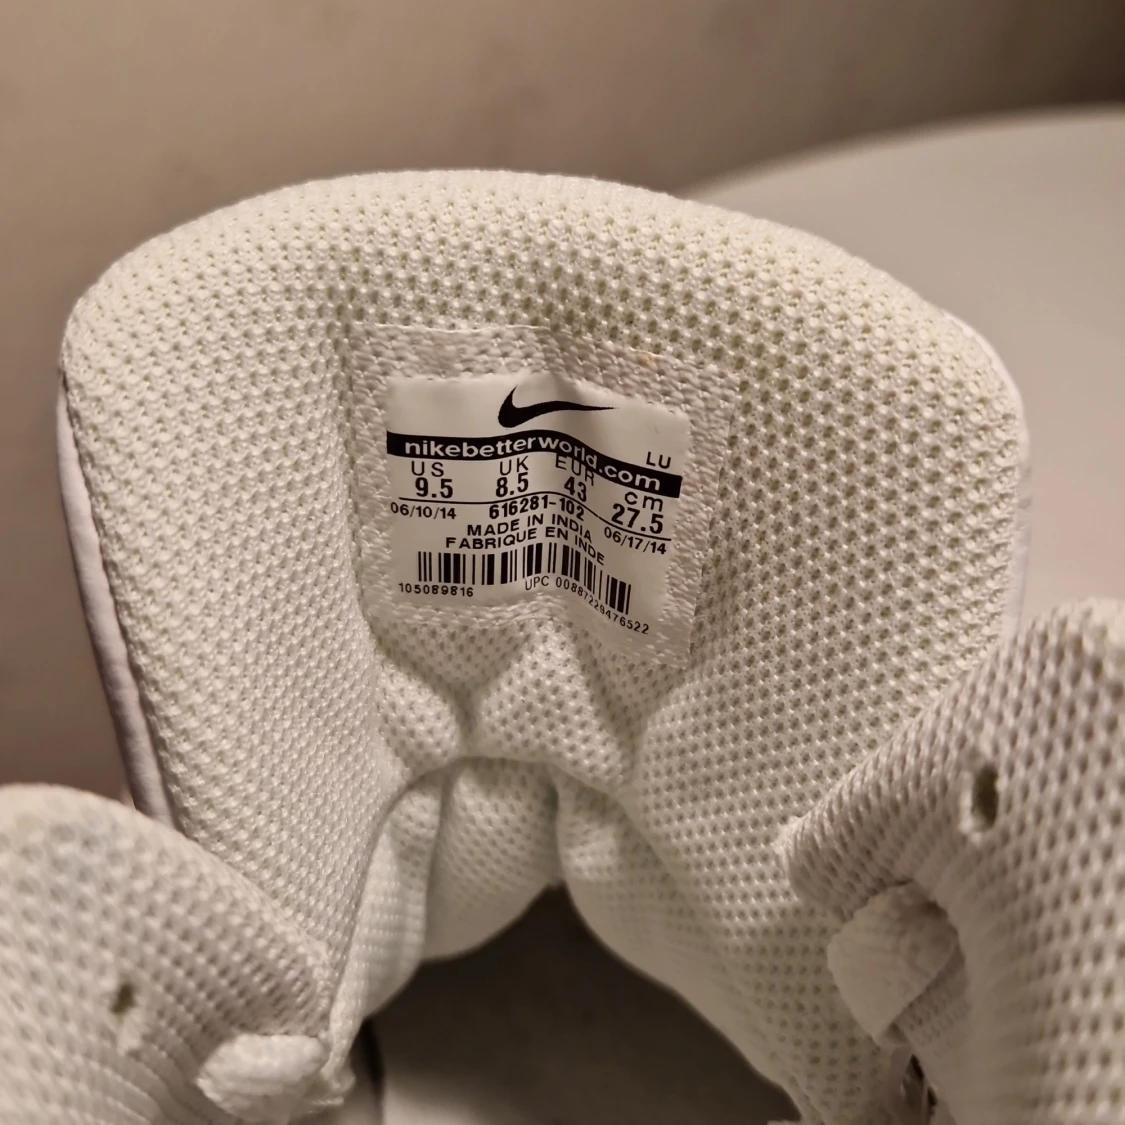 nikebetterworld.com
LU
US UK EUR cm
9.5 8.5 43 27.5
06/10/14 616281-102 06/17/14
MADE IN INDIA
FABRIQUE EN INDE
105089816 UPC 00887229476522